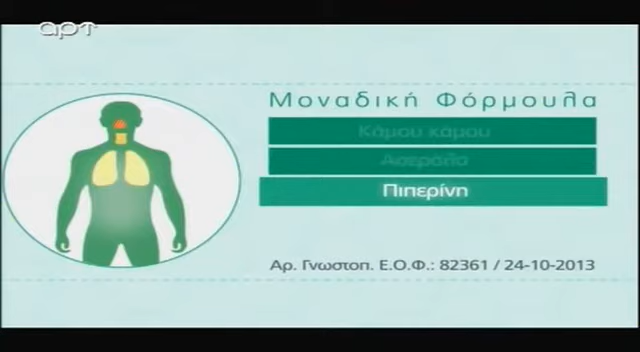 αρτ
Μοναδική Φόρμουλα
Κάμου κάμου
Ασερόλα
Πιπερίνη
Αρ. Γνωστοπ. Ε.Ο.Φ.: 82361 / 24-10-2013